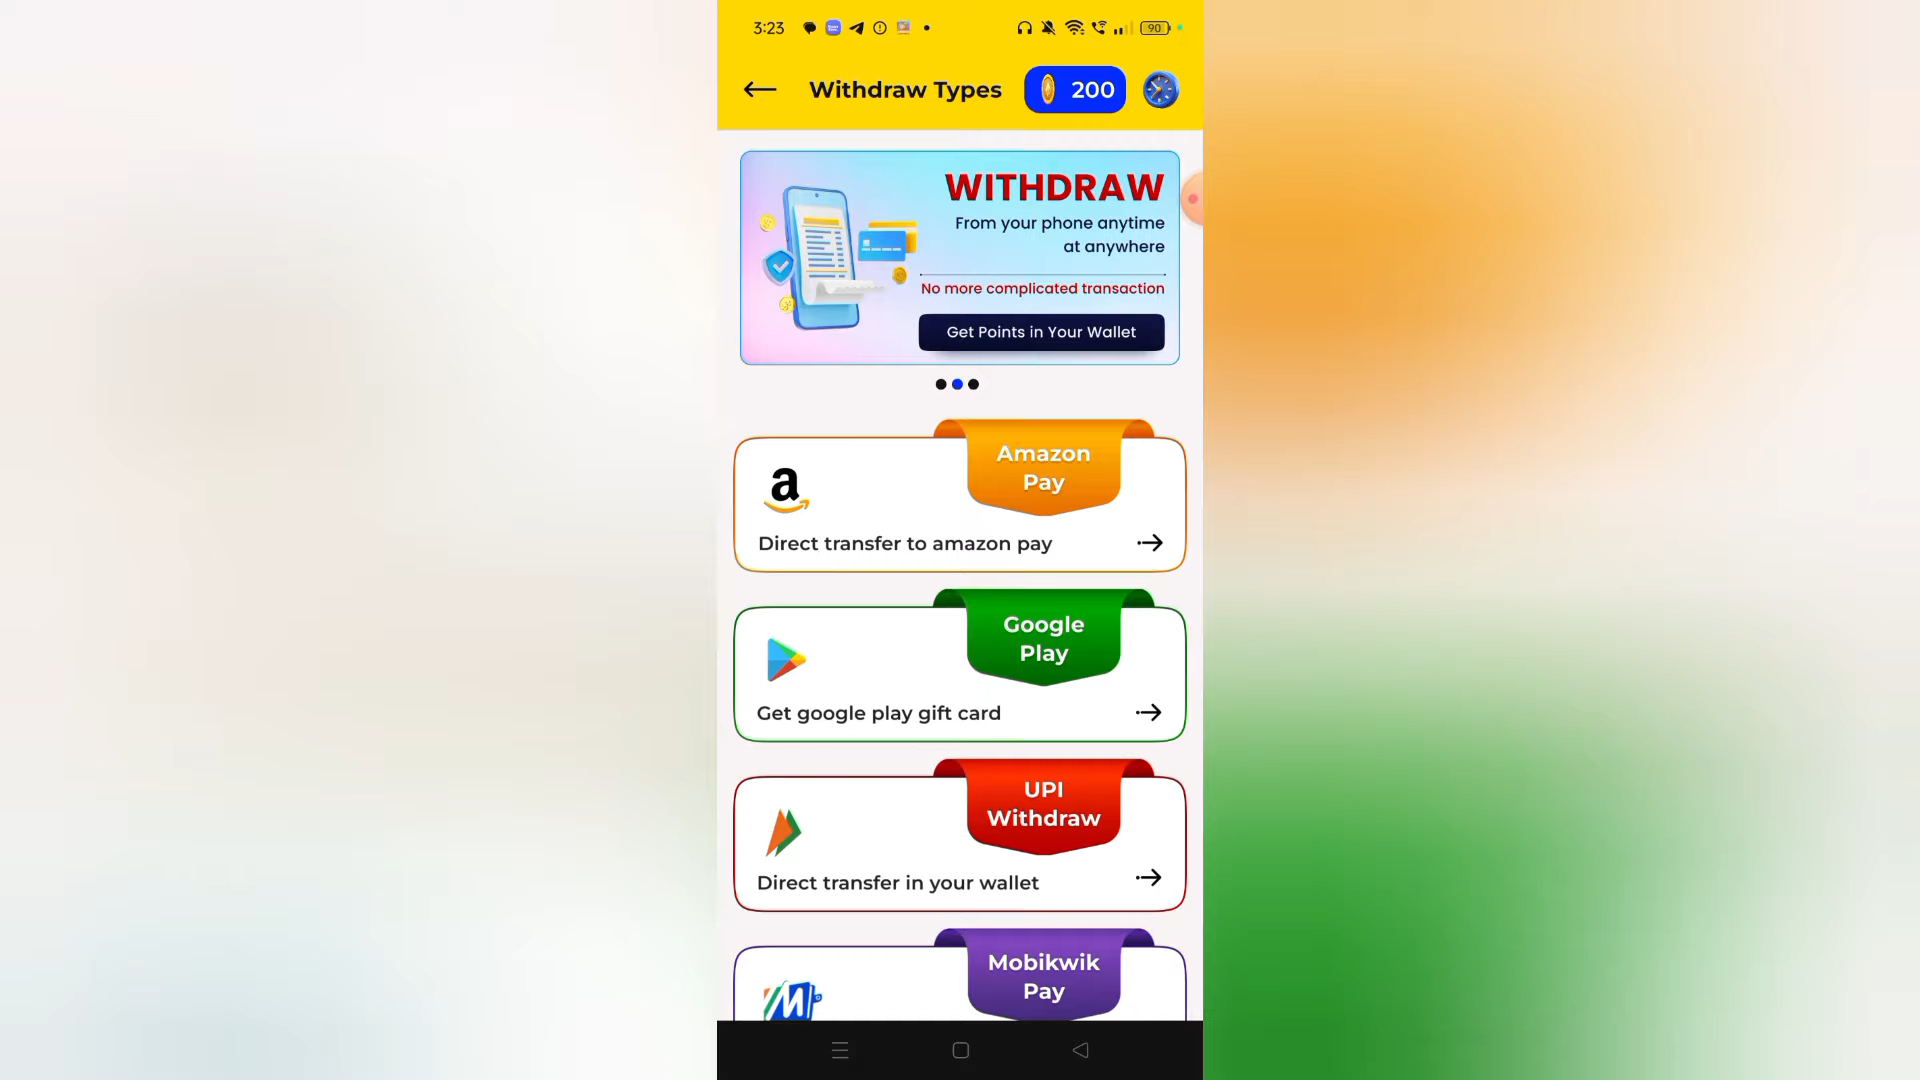 3:23
90
Withdraw Types
200
WITHDRAW
From your phone anytime
at anywhere
No more complicated transaction
Get Points in Your Wallet
Amazon
Pay
a
Direct transfer to amazon pay
Google
Play
Get google play gift card
UPI
Withdraw
Direct transfer in your wallet
Mobikwik
Pay
M